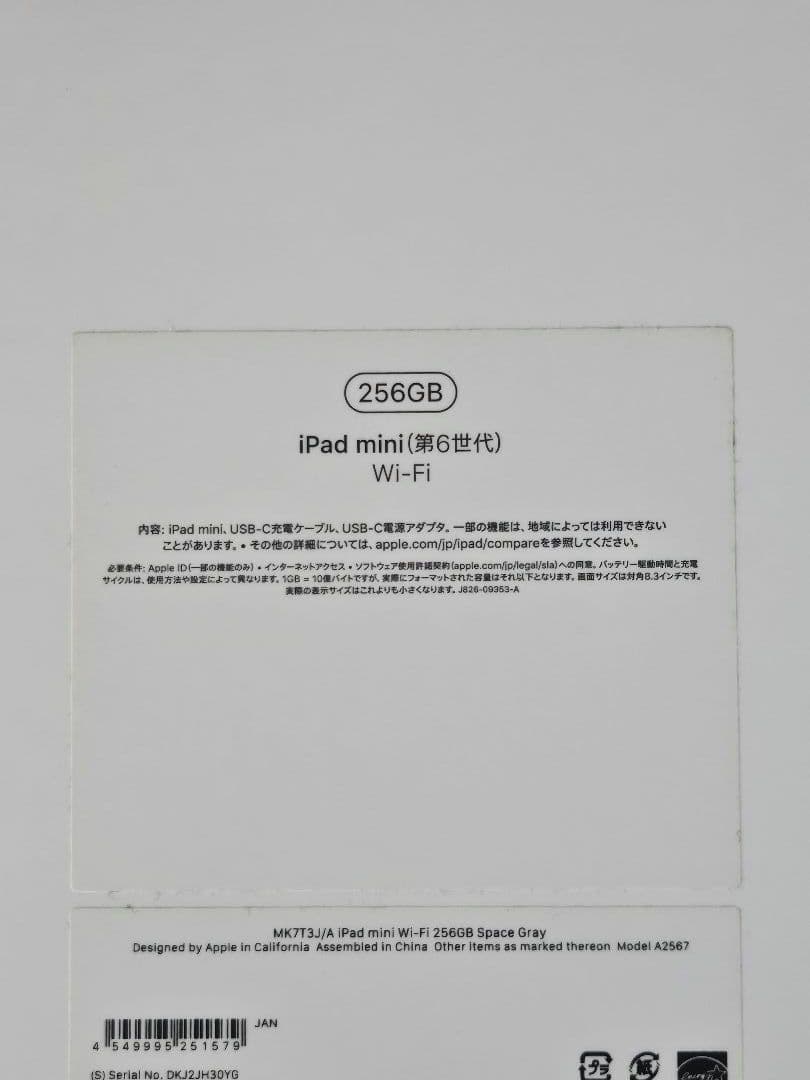 256GB
iPad mini(第6世代)
Wi-Fi
内容: iPad mini、USB-C充電ケーブル、USB-C電源アダプタ。一部の機能は、地域によっては利用できない
ことがあります。• その他の詳細については、apple.com/jp/ipad/compareを参照してください。
必要条件: Apple ID(一部の機能のみ) • インターネットアクセス • ソフトウェア使用許諾契約(apple.com/jp/legal/sla)への同意。バッテリー駆動時間と充電
サイクルは、使用方法や設定によって異なります。1GB = 10億バイトですが、実際にフォーマットされた容量はそれ以下となります。画面サイズは対角8.3インチです。
実際の表示サイズはこれよりも小さくなります。J826-09353-A
MK7T3J/A iPad mini Wi-Fi 256GB Space Gray
Designed by Apple in California Assembled in China Other items as marked thereon Model A2567
JAN
4 549995 251579
(S) Serial No. DKJ2JH30YG
プラ
紙
Energy